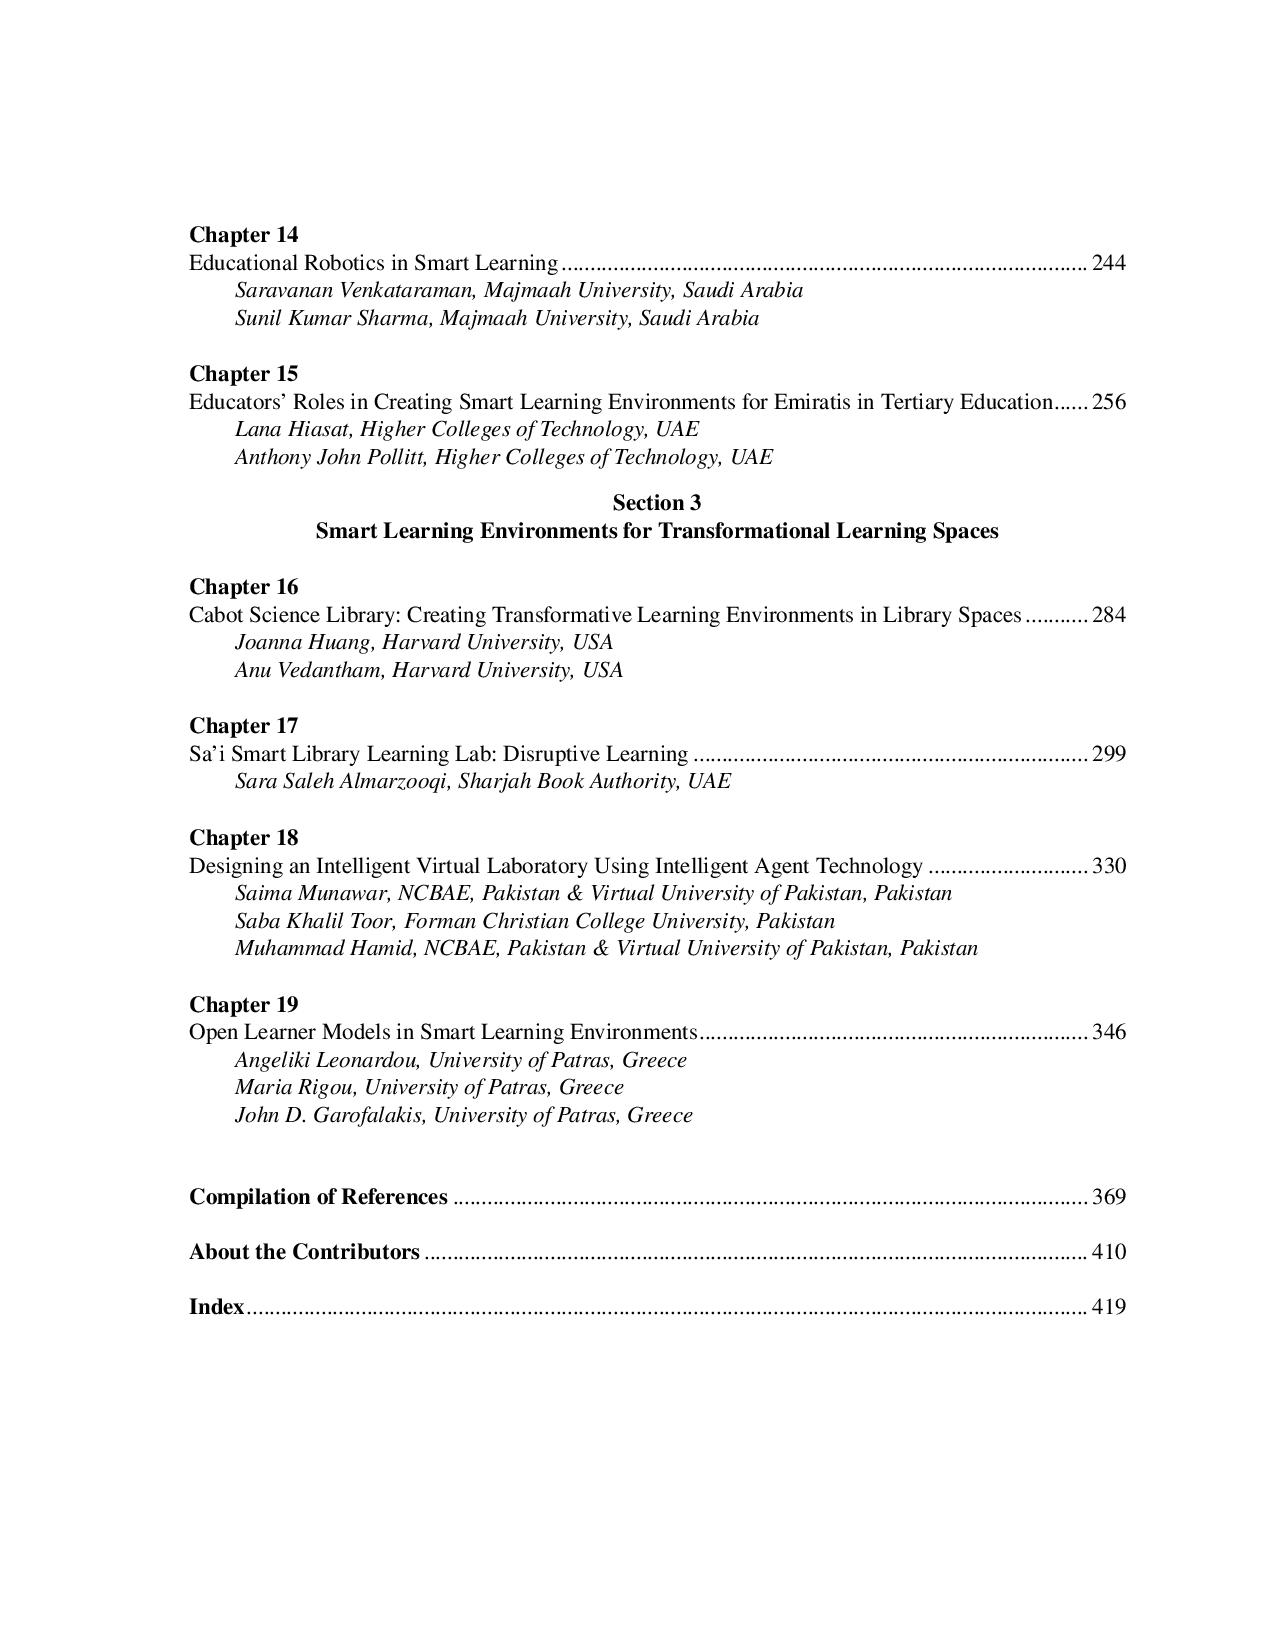 Chapter 14
Educational Robotics in Smart Learning............................................................................................ 244
Saravanan Venkataraman, Majmaah University, Saudi Arabia
Sunil Kumar Sharma, Majmaah University, Saudi Arabia
Chapter 15
Educators’ Roles in Creating Smart Learning Environments for Emiratis in Tertiary Education...... 256
Lana Hiasat, Higher Colleges of Technology, UAE
Anthony John Pollitt, Higher Colleges of Technology, UAE
Section 3
Smart Learning Environments for Transformational Learning Spaces
Chapter 16
Cabot Science Library: Creating Transformative Learning Environments in Library Spaces........... 284
Joanna Huang, Harvard University, USA
Anu Vedantham, Harvard University, USA
Chapter 17
Sa’i Smart Library Learning Lab: Disruptive Learning ..................................................................... 299
Sara Saleh Almarzooqi, Sharjah Book Authority, UAE
Chapter 18
Designing an Intelligent Virtual Laboratory Using Intelligent Agent Technology ............................ 330
Saima Munawar, NCBAE, Pakistan & Virtual University of Pakistan, Pakistan
Saba Khalil Toor, Forman Christian College University, Pakistan
Muhammad Hamid, NCBAE, Pakistan & Virtual University of Pakistan, Pakistan
Chapter 19
Open Learner Models in Smart Learning Environments.................................................................... 346
Angeliki Leonardou, University of Patras, Greece
Maria Rigou, University of Patras, Greece
John D. Garofalakis, University of Patras, Greece
Compilation of References ............................................................................................................... 369
About the Contributors .................................................................................................................... 410
Index................................................................................................................................................... 419